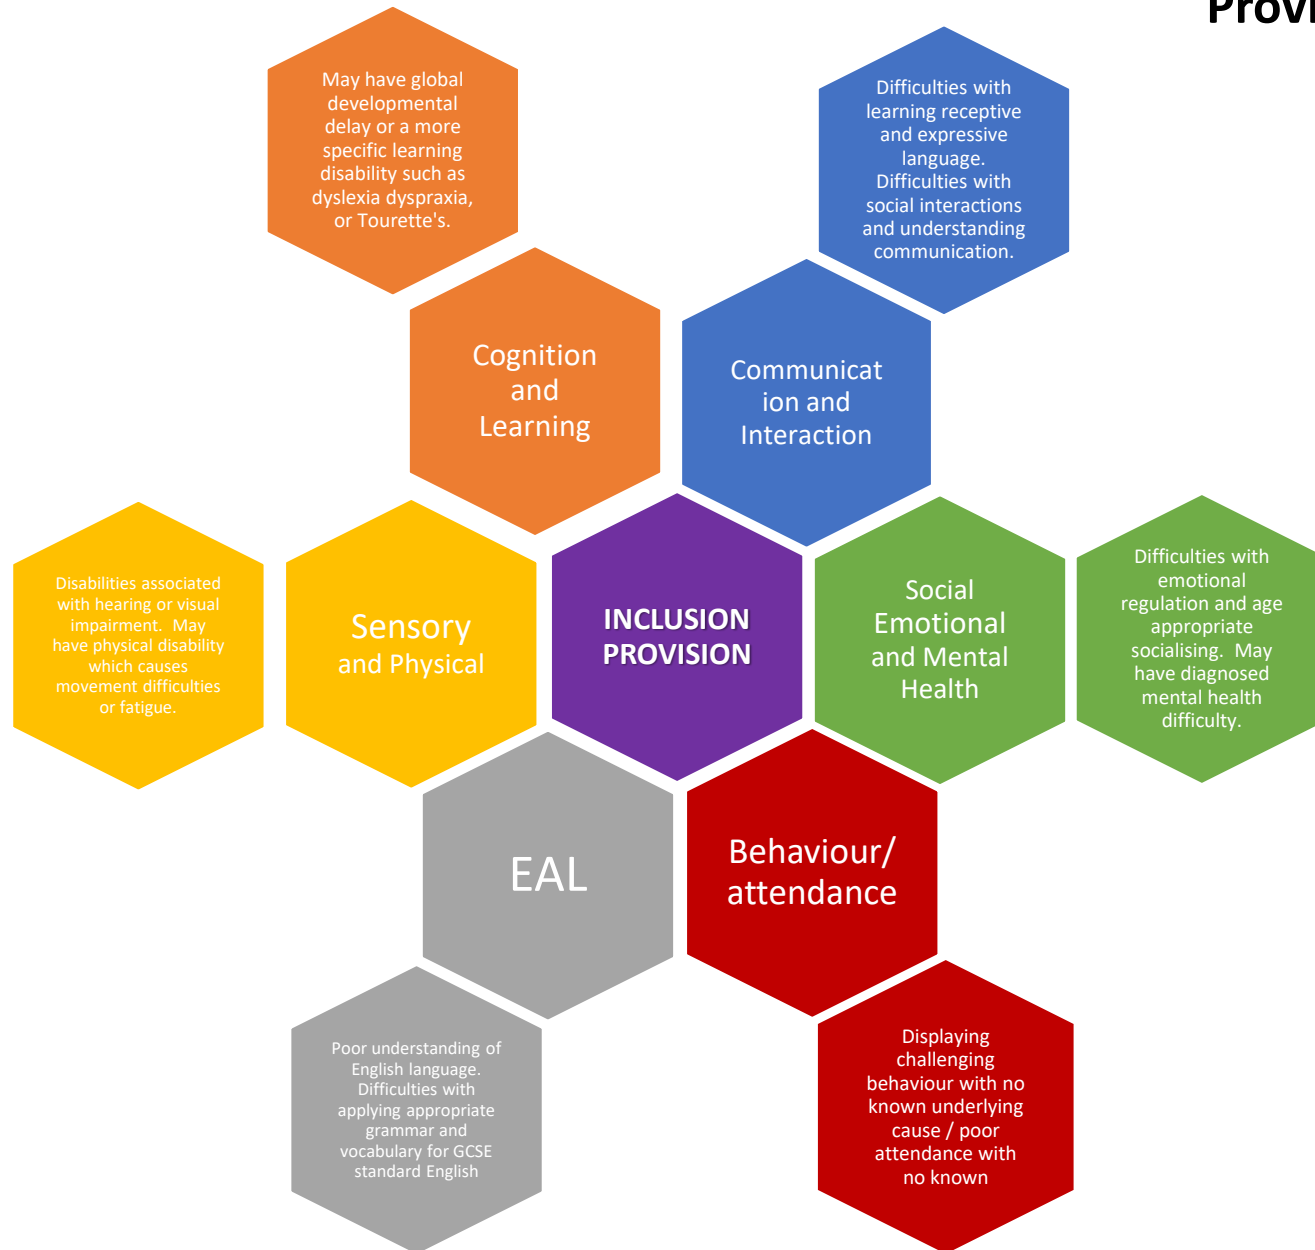 May have global
developmental
delay or a more
specific learning
disability such as
dyslexia dyspraxia,
or Tourette's.
Difficulties with
learning receptive
and expressive
language.
Difficulties with
social interactions
and understanding
communication.
Cognition
and
Learning
Communicat
ion and
Interaction
Disabilities associated
with hearing or visual
impairment.  May
have physical disability
which causes
movement difficulties
or fatigue.
Sensory
and Physical
INCLUSION
PROVISION
Social
Emotional
and Mental
Health
Difficulties with
emotional
regulation and age
appropriate
socialising.  May
have diagnosed
mental health
difficulty.
EAL
Behaviour/
attendance
Poor understanding of
English language.
Difficulties with
applying appropriate
grammar and
vocabulary for GCSE
standard English
Displaying
challenging
behaviour with no
known underlying
cause / poor
attendance with
no known